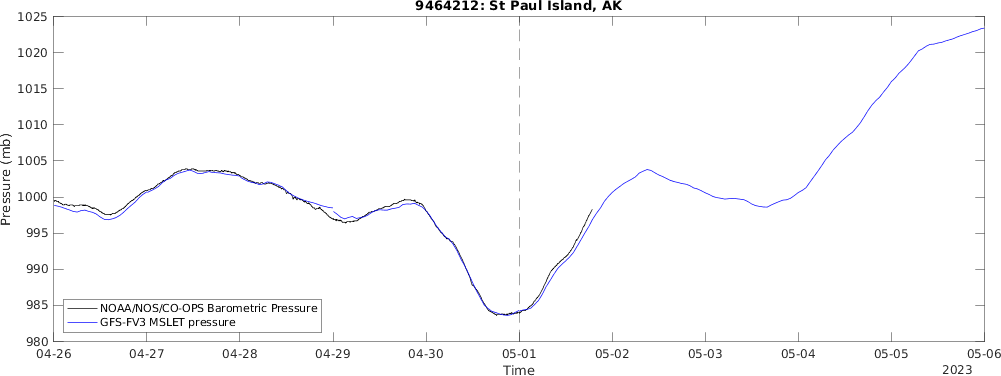 9464212: St Paul Island, AK
Pressure (mb)
1025
1020
1015
1010
1005
1000
995
990
985
980
NOAA/NOS/CO-OPS Barometric Pressure
GFS-FV3 MSLET pressure
04-26 04-27 04-28 04-29 04-30 05-01 05-02 05-03 05-04 05-05 05-06
Time
2023